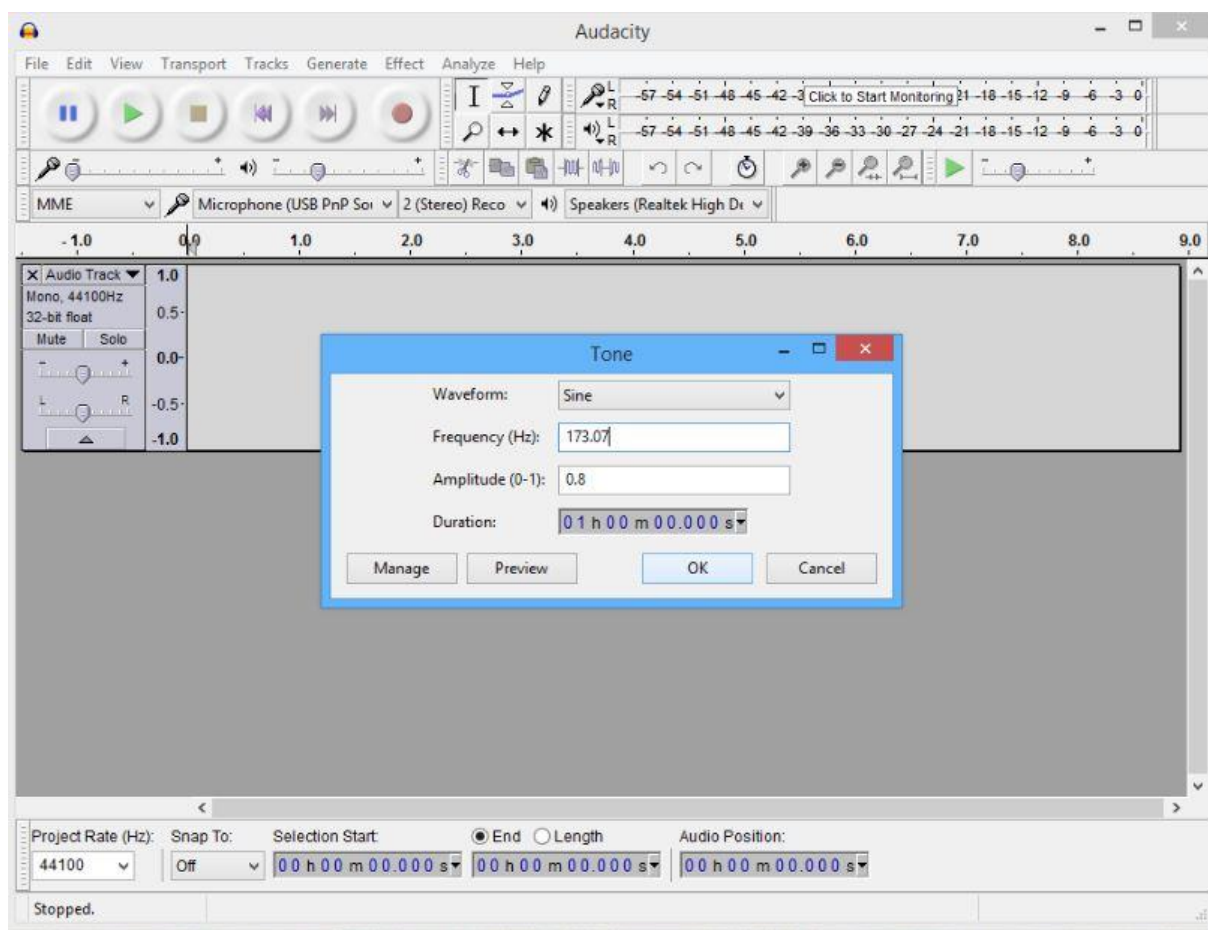 Audacity
File Edit View Transport Tracks Generate Effect Analyze Help
L
R
-57 -54 -51 -48 -45 -42 -3 Click to Start Monitoring 21 -18 -15 -12 -9 -6 -3 0
L
R
-57 -54 -51 -48 -45 -42 -39 -36 -33 -30 -27 -24 -21 -18 -15 -12 -9 -6 -3 0
MME Microphone (USB PnP Sou 2 (Stereo) Reco Speakers (Realtek High De
- 1.0 0.0 1.0 2.0 3.0 4.0 5.0 6.0 7.0 8.0 9.0
X Audio Track 1.0
Mono, 44100Hz
32-bit float 0.5-
Mute Solo
- + 0.0-
L R -0.5-
-1.0
Tone
Waveform: Sine
Frequency (Hz): 173.07
Amplitude (0-1): 0.8
Duration: 01 h 00 m 00.000 s
Manage Preview OK Cancel
Project Rate (Hz): Snap To: Selection Start: End Length Audio Position:
44100 Off 00 h 00 m 00.000 s 00 h 00 m 00.000 s 00 h 00 m 00.000 s
Stopped.